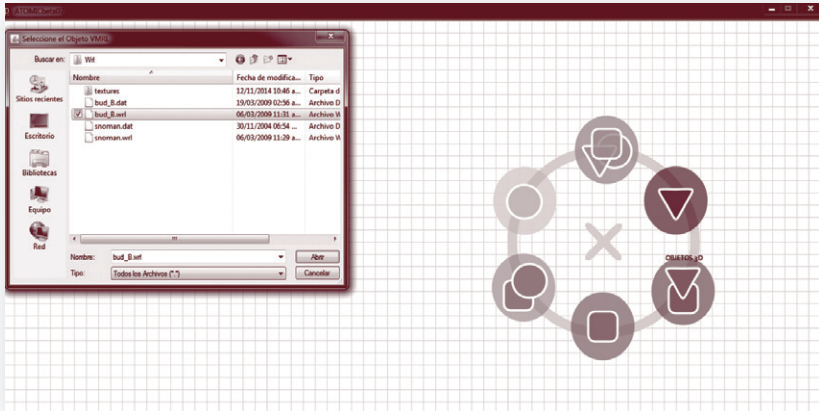 ATOMICbeta0
Seleccione el Objeto VMRL
Buscar en: Wrl
Nombre Fecha de modifica... Tipo
textures 12/11/2014 10:46 a... Carpeta d
bud_B.dat 19/03/2009 02:56 a... Archivo D
bud_B.wrl 06/03/2009 11:31 a... Archivo W
snoman.dat 30/11/2004 06:54 ... Archivo D
snoman.wrl 06/03/2009 11:29 a... Archivo W
Sitios recientes
Escritorio
Bibliotecas
Equipo
Red
Nombre: bud_B.wrl Abrir
Tipo: Todos los Archivos (*.*) Cancelar
OBJETOS 3D